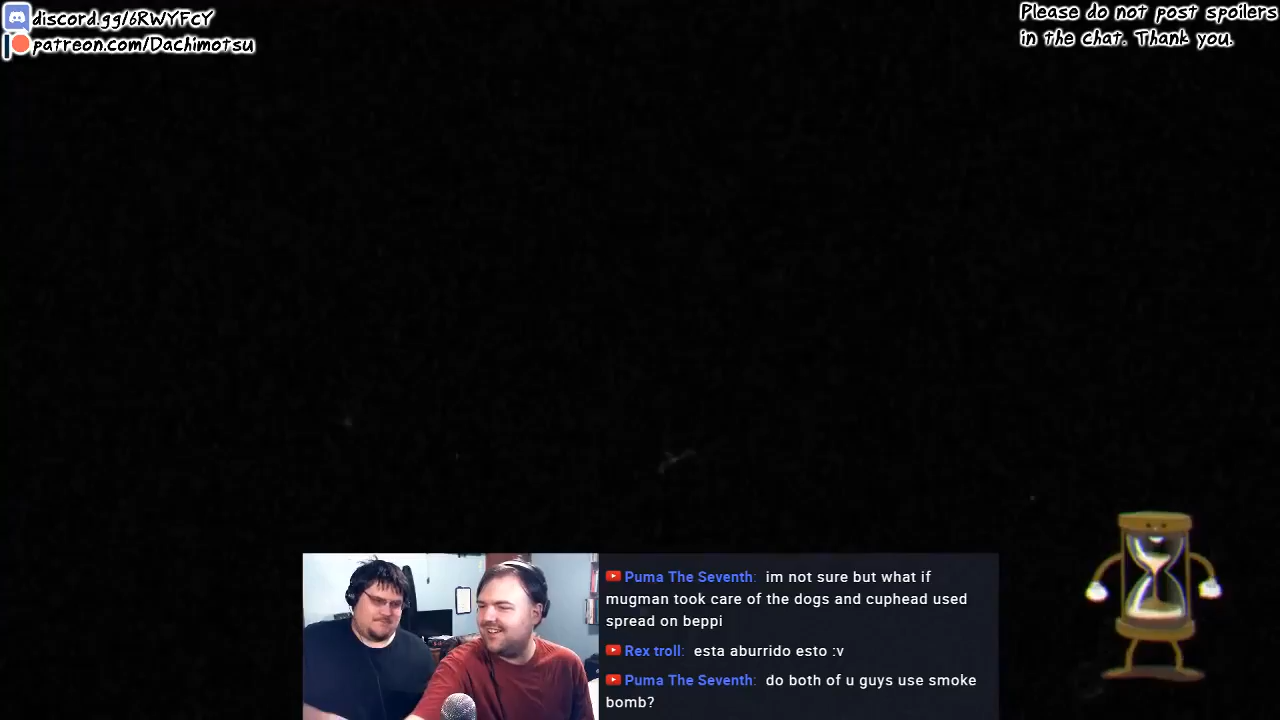 discord.gg/6RWYFcY
patreon.com/Dachimotsu
Please do not post spoilers
in the chat. Thank you.
Puma The Seventh: im not sure but what if
mugman took care of the dogs and cuphead used
spread on beppi
Rex troll: esta aburrido esto :v
Puma The Seventh: do both of u guys use smoke
bomb?